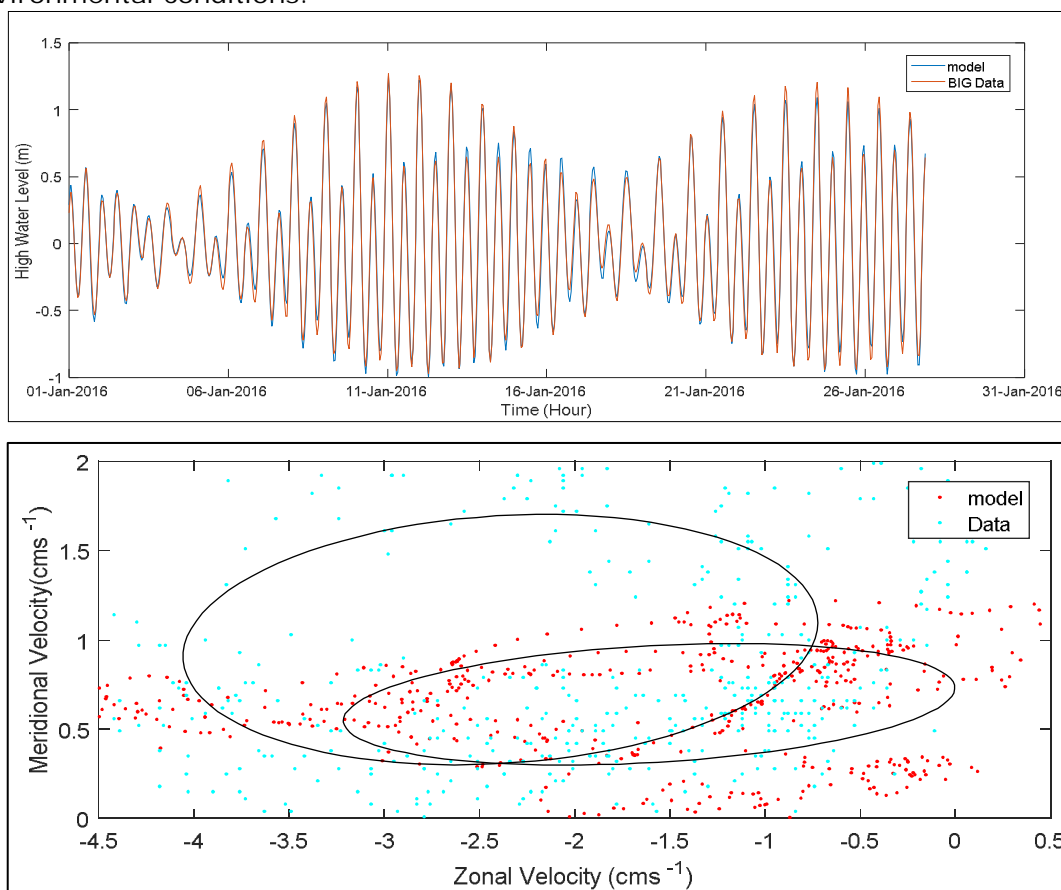 vironmental conditions.
1.5
1
0.5
0
-0.5
-1
High Water Level (m)
model
BIG Data
01-Jan-2016 06-Jan-2016 11-Jan-2016 16-Jan-2016 21-Jan-2016 26-Jan-2016 31-Jan-2016
Time (Hour)
2
1.5
1
0.5
0
Meridional Velocity(cms -1)
model
Data
-4.5 -4 -3.5 -3 -2.5 -2 -1.5 -1 -0.5 0 0.5
Zonal Velocity (cms -1)